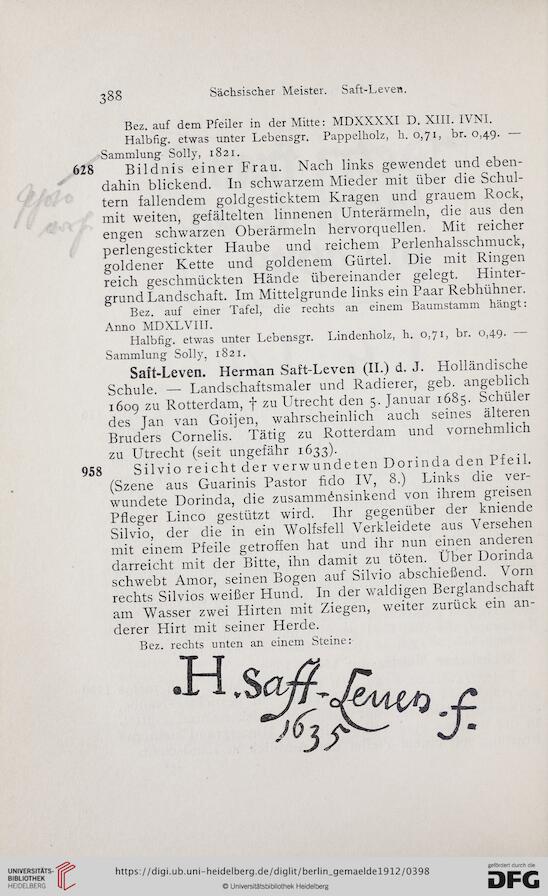 388 Sächsischer Meister. Saft-Leven.
Bez. auf dem Pfeiler in der Mitte: MDXXXXI D. XIII. IVNI.
Halbfig. etwas unter Lebensgr. Pappelholz, h. 0,71, br. 0,49. —
Sammlung Solly, 1821.
628 Bildnis einer Frau. Nach links gewendet und eben-
dahin blickend. In schwarzem Mieder mit über die Schul-
tern fallendem goldgesticktem Kragen und grauem Rock,
mit weiten, gefältelten linnenen Unterärmeln, die aus den
engen schwarzen Oberärmeln hervorquellen. Mit reicher
perlengestickter Haube und reichem Perlenhalsschmuck,
goldener Kette und goldenem Gürtel. Die mit Ringen
reich geschmückten Hände übereinander gelegt. Hinter-
grund Landschaft. Im Mittelgrunde links ein Paar Rebhühner.
Bez. auf einer Tafel, die rechts an einem Baumstamm hängt:
Anno MDXLVIII.
Halbfig. etwas unter Lebensgr. Lindenholz, h. 0,71, br. 0,49. —
Sammlung Solly, 1821.
Saft-Leven. Herman Saft-Leven (II.) d. J. Holländische
Schule. — Landschaftsmaler und Radierer, geb. angeblich
1609 zu Rotterdam, † zu Utrecht den 5. Januar 1685. Schüler
des Jan van Goijen, wahrscheinlich auch seines älteren
Bruders Cornelis. Tätig zu Rotterdam und vornehmlich
zu Utrecht (seit ungefähr 1633).
958 Silvio reicht der verwundeten Dorinda den Pfeil.
(Szene aus Guarinis Pastor fido IV, 8.) Links die ver-
wundete Dorinda, die zusammensinkend von ihrem greisen
Pfleger Linco gestützt wird. Ihr gegenüber der kniende
Silvio, der die in ein Wolfsfell Verkleidete aus Versehen
mit einem Pfeile getroffen hat und ihr nun einen anderen
darreicht mit der Bitte, ihn damit zu töten. Über Dorinda
schwebt Amor, seinen Bogen auf Silvio abschießend. Vorn
rechts Silvios weißer Hund. In der waldigen Berglandschaft
am Wasser zwei Hirten mit Ziegen, weiter zurück ein an-
derer Hirt mit seiner Herde.
Bez. rechts unten an einem Steine:
.H.Saft-Leuen.f.
1635
UNIVERSITÄTS-
BIBLIOTHEK
HEIDELBERG
https://digi.ub.uni-heidelberg.de/diglit/berlin_gemaelde1912/0398
© Universitätsbibliothek Heidelberg
gefördert durch die
DFG